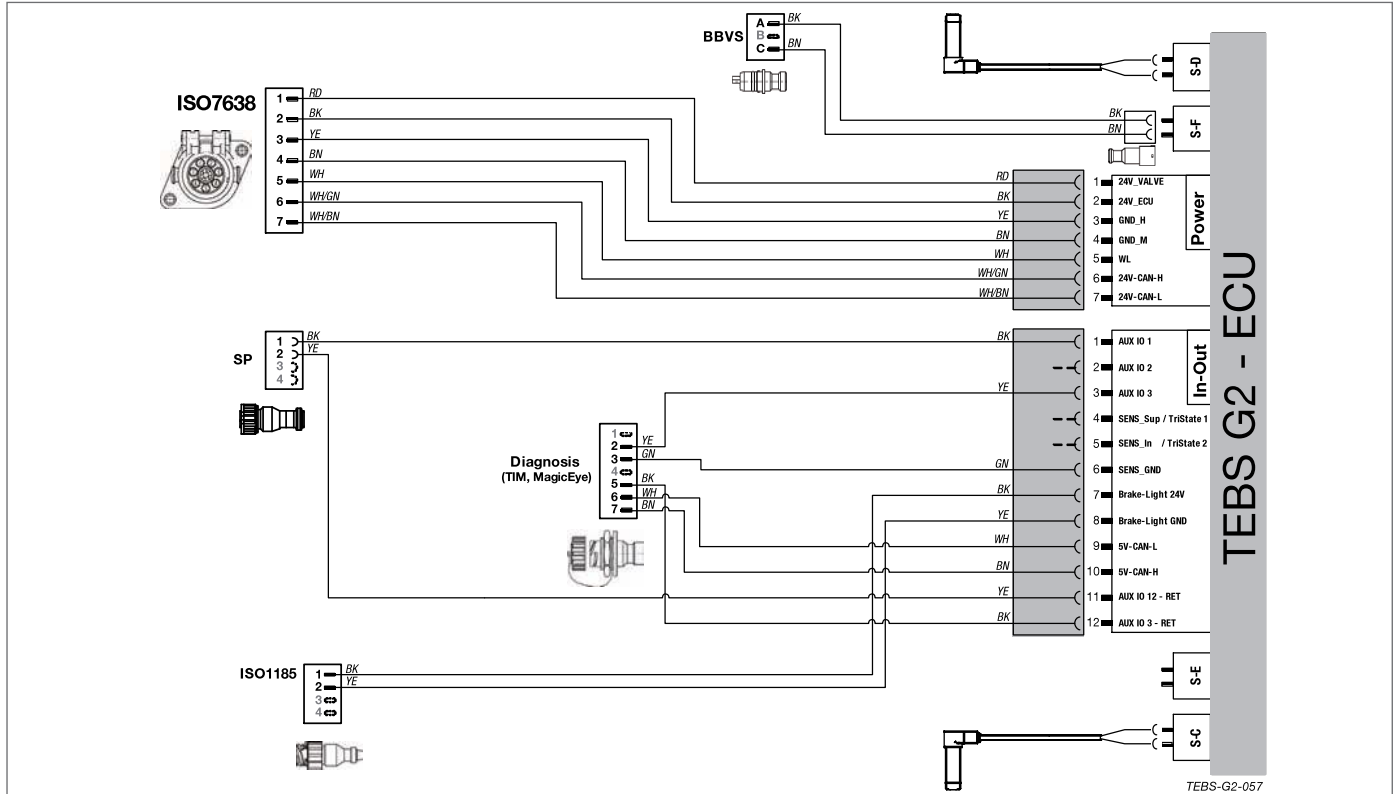 BBVS
A BK
B
C BN
S-D
ISO7638
1 RD
2 BK
3 YE
4 BN
5 WH
6 WH/GN
7 WH/BN
BK
BN
S-F
RD 1 24V_VALVE
BK 2 24V_ECU
YE 3 GND_H
BN 4 GND_M
WH 5 WL
WH/GN 6 24V-CAN-H
WH/BN 7 24V-CAN-L
Power
TEBS G2 - ECU
SP
1 BK
2 YE
3
4
BK 1 AUX IO 1
2 AUX IO 2
YE 3 AUX IO 3
4 SENS_Sup / TriState 1
5 SENS_In / TriState 2
GN 6 SENS_GND
BK 7 Brake-Light 24V
YE 8 Brake-Light GND
WH 9 5V-CAN-L
BN 10 5V-CAN-H
YE 11 AUX IO 12 - RET
BK 12 AUX IO 3 - RET
In-Out
Diagnosis
(TIM, MagicEye)
1
2 YE
3 GN
4
5 BK
6 WH
7 BN
ISO1185
1 BK
2 YE
3
4
S-E
S-C
TEBS-G2-057